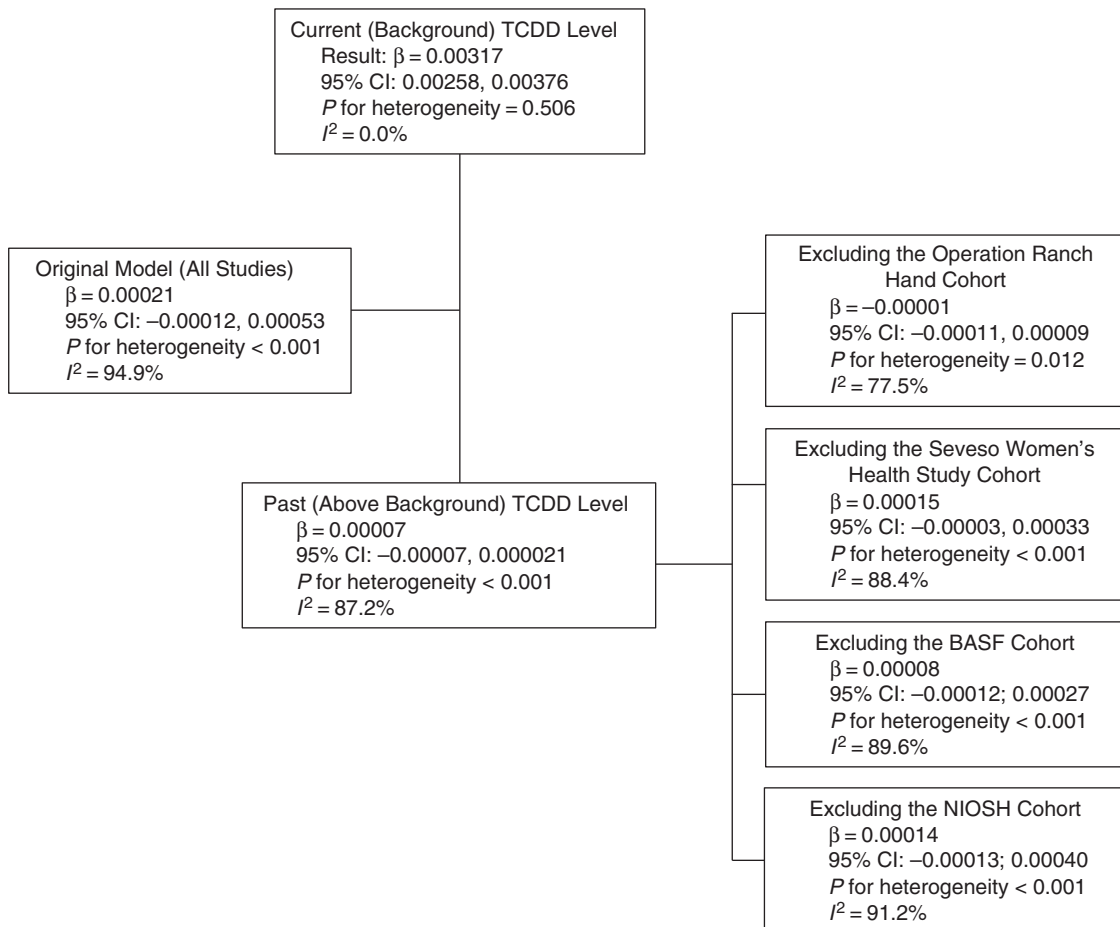 Current (Background) TCDD Level
Result: β = 0.00317
95% CI: 0.00258, 0.00376
P for heterogeneity = 0.506
I² = 0.0%
Original Model (All Studies)
β = 0.00021
95% CI: –0.00012, 0.00053
P for heterogeneity < 0.001
I² = 94.9%
Past (Above Background) TCDD Level
β = 0.00007
95% CI: –0.00007, 0.000021
P for heterogeneity < 0.001
I² = 87.2%
Excluding the Operation Ranch
Hand Cohort
β = –0.00001
95% CI: –0.00011, 0.00009
P for heterogeneity = 0.012
I² = 77.5%
Excluding the Seveso Women's
Health Study Cohort
β = 0.00015
95% CI: –0.00003, 0.00033
P for heterogeneity < 0.001
I² = 88.4%
Excluding the BASF Cohort
β = 0.00008
95% CI: –0.00012; 0.00027
P for heterogeneity < 0.001
I² = 89.6%
Excluding the NIOSH Cohort
β = 0.00014
95% CI: –0.00013; 0.00040
P for heterogeneity < 0.001
I² = 91.2%